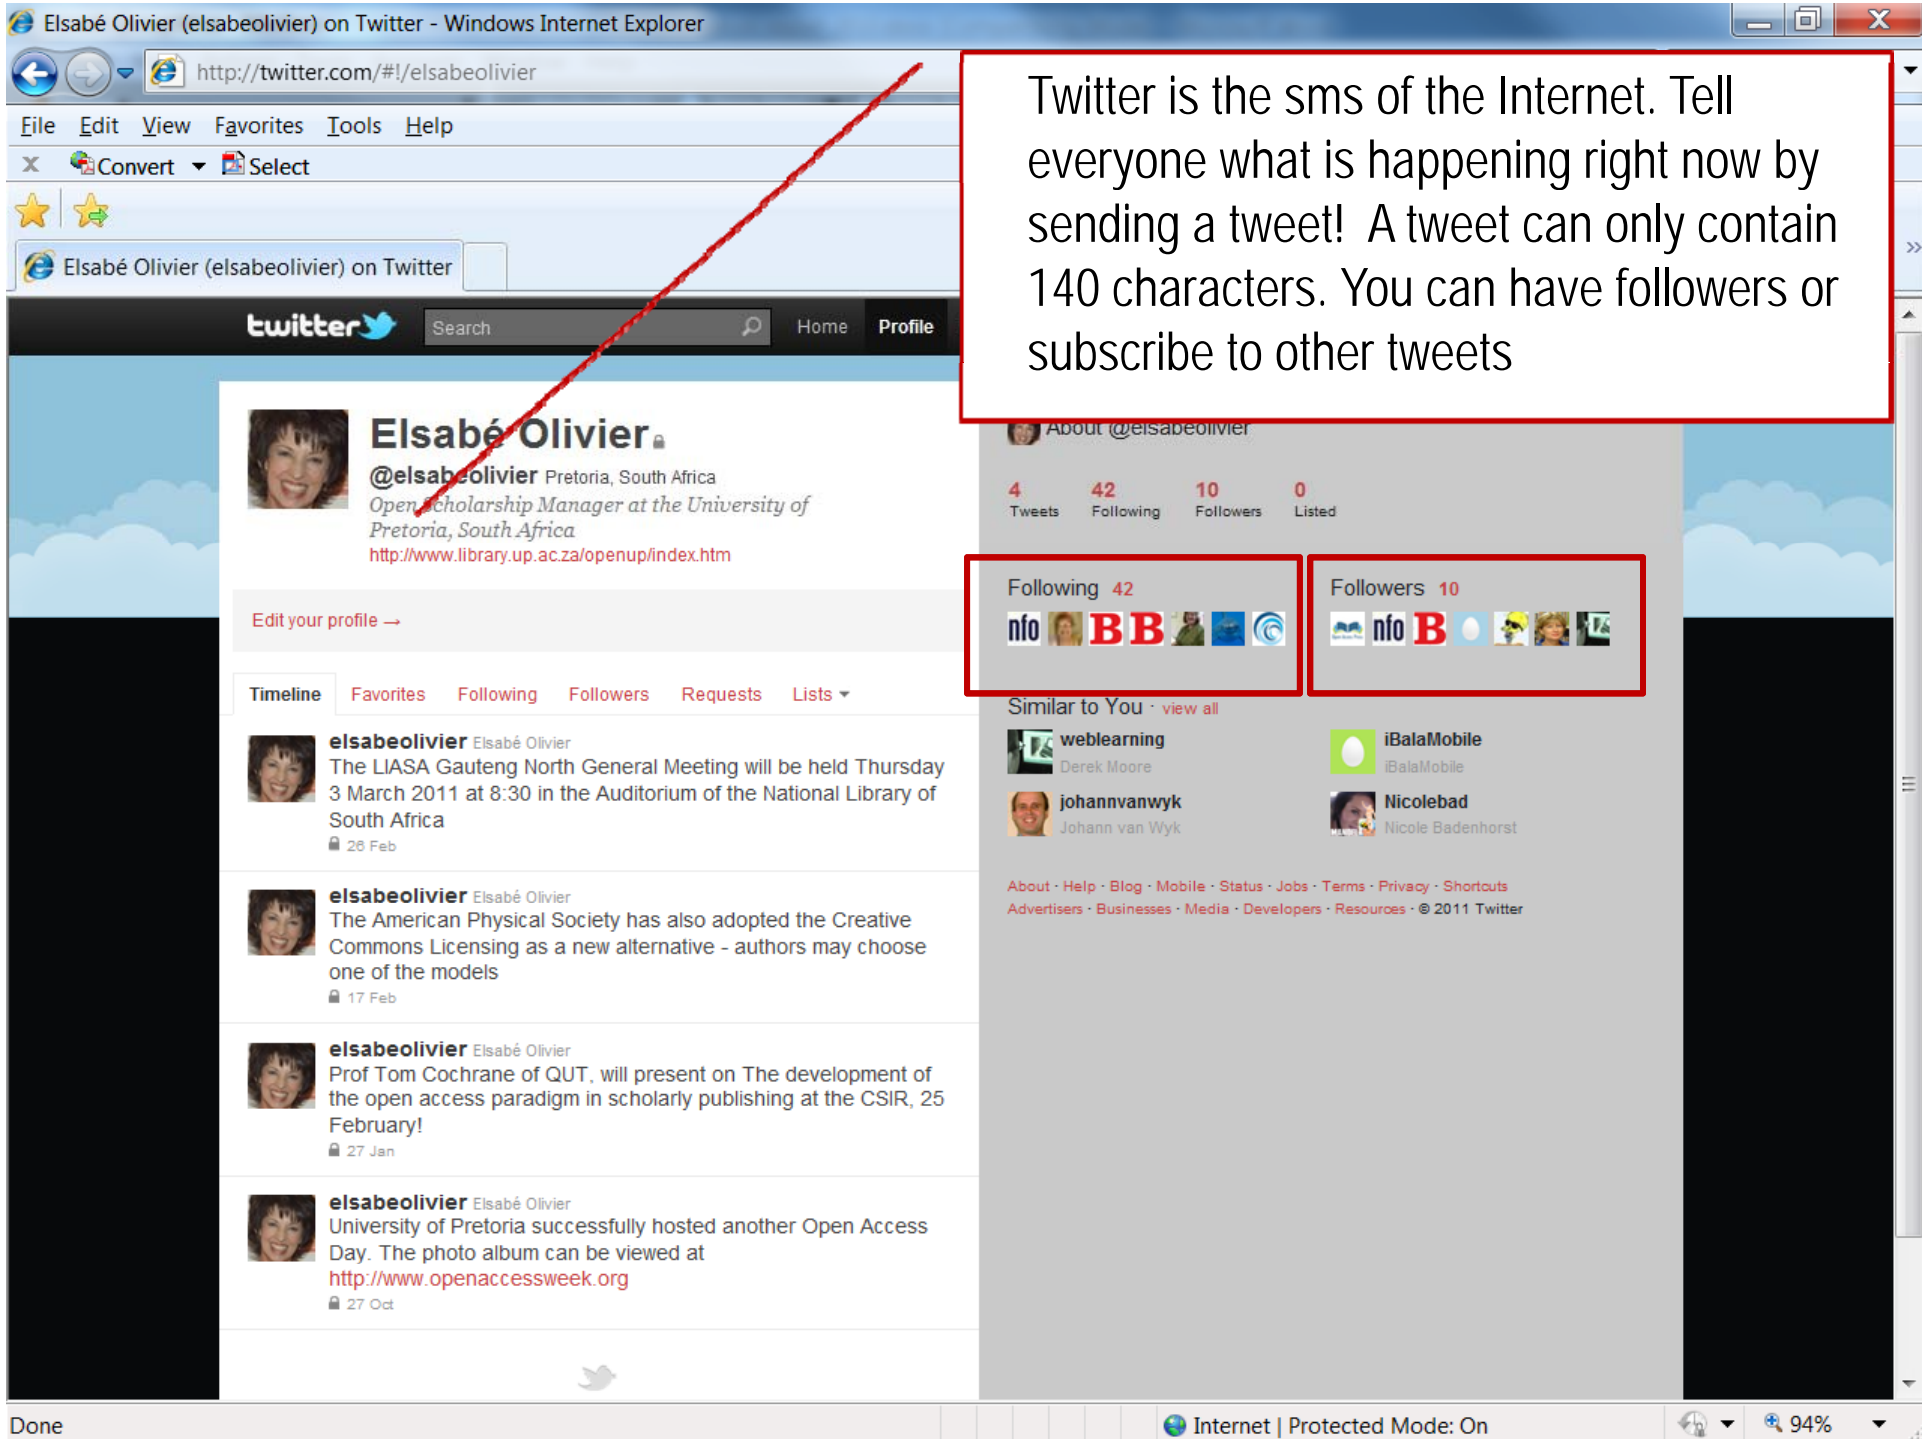 Elsabé Olivier (elsabeolivier) on Twitter - Windows Internet Explorer
http://twitter.com/#!/elsabeolivier
File Edit View Favorites Tools Help
x Convert Select
Elsabé Olivier (elsabeolivier) on Twitter
Twitter is the sms of the Internet. Tell
everyone what is happening right now by
sending a tweet! A tweet can only contain
140 characters. You can have followers or
subscribe to other tweets
twitter Search Home Profile
Elsabé Olivier
@elsabeolivier Pretoria, South Africa
Open Scholarship Manager at the University of
Pretoria, South Africa
http://www.library.up.ac.za/openup/index.htm
Edit your profile →
Timeline Favorites Following Followers Requests Lists
elsabeolivier Elsabé Olivier
The LIASA Gauteng North General Meeting will be held Thursday
3 March 2011 at 8:30 in the Auditorium of the National Library of
South Africa
26 Feb
elsabeolivier Elsabé Olivier
The American Physical Society has also adopted the Creative
Commons Licensing as a new alternative - authors may choose
one of the models
17 Feb
elsabeolivier Elsabé Olivier
Prof Tom Cochrane of QUT, will present on The development of
the open access paradigm in scholarly publishing at the CSIR, 25
February!
27 Jan
elsabeolivier Elsabé Olivier
University of Pretoria successfully hosted another Open Access
Day. The photo album can be viewed at
http://www.openaccessweek.org
27 Oct
About @elsabeolivier
4 42 10 0
Tweets Following Followers Listed
Following 42
nfo B B
Followers 10
nfo B
Similar to You · view all
weblearning
Derek Moore
iBalaMobile
iBalaMobile
johannvanwyk
Johann van Wyk
Nicolebad
Nicole Badenhorst
About · Help · Blog · Mobile · Status · Jobs · Terms · Privacy · Shortcuts
Advertisers · Businesses · Media · Developers · Resources · © 2011 Twitter
Done
Internet | Protected Mode: On
94%